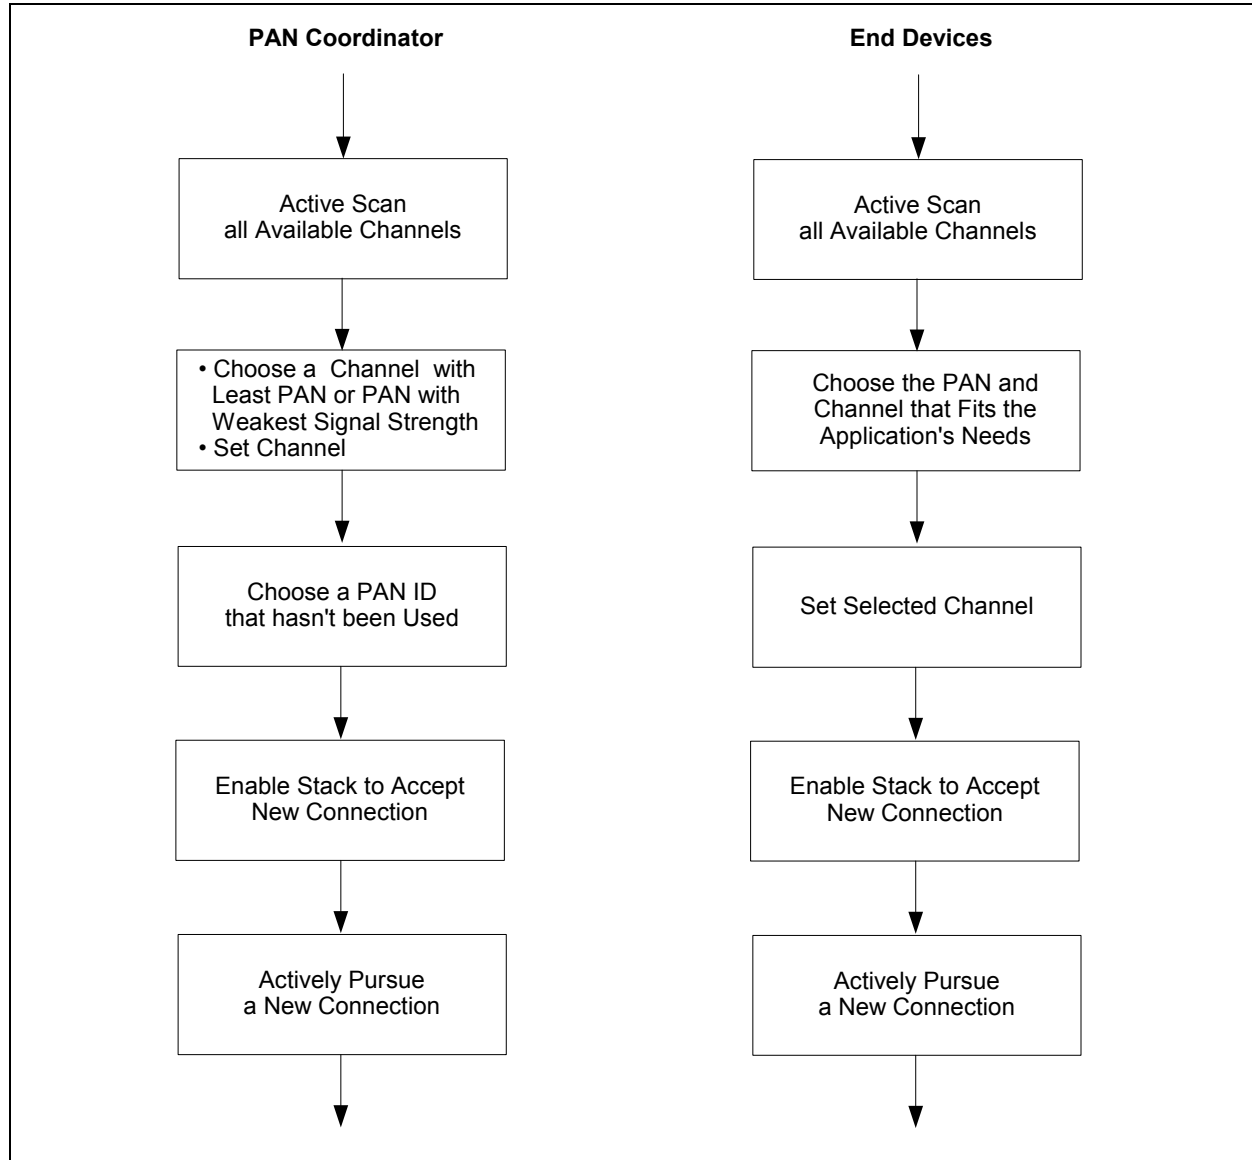 PAN Coordinator
Active Scan
all Available Channels
• Choose a Channel with
Least PAN or PAN with
Weakest Signal Strength
• Set Channel
Choose a PAN ID
that hasn't been Used
Enable Stack to Accept
New Connection
Actively Pursue
a New Connection
End Devices
Active Scan
all Available Channels
Choose the PAN and
Channel that Fits the
Application's Needs
Set Selected Channel
Enable Stack to Accept
New Connection
Actively Pursue
a New Connection